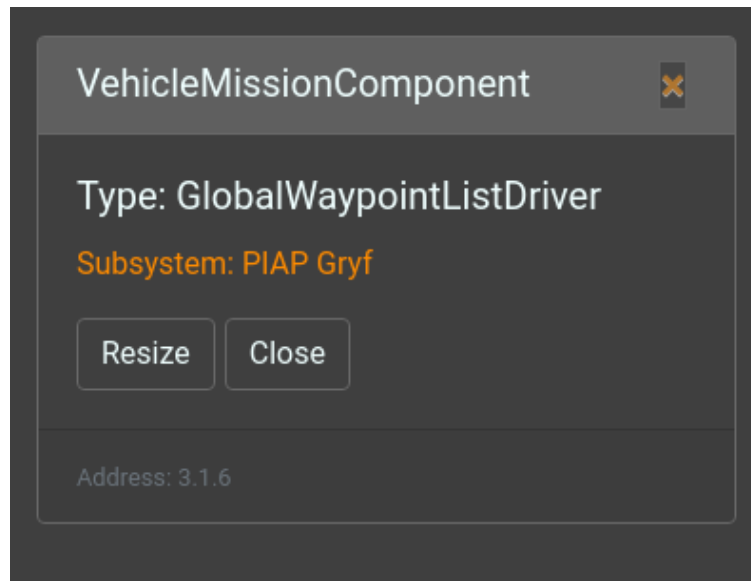 VehicleMissionComponent
Type: GlobalWaypointListDriver
Subsystem: PIAP Gryf
Resize Close
Address: 3.1.6